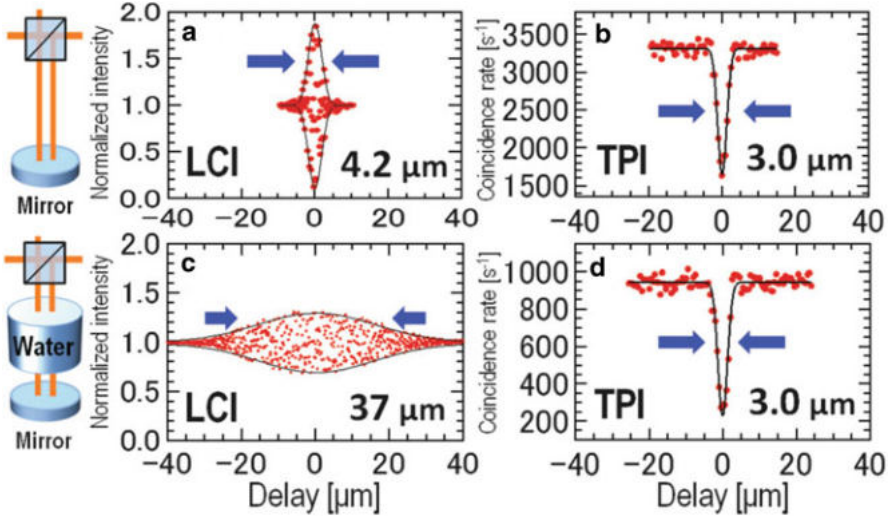 a
LCI
4.2 µm
Normalized intensity
2.0
1.5
1.0
0.5
0.0
−40 −20 0 20 40
b
TPI
3.0 µm
Coincidence rate [s⁻¹]
3500
3000
2500
2000
1500
−40 −20 0 20 40
Mirror
c
LCI
37 µm
Normalized intensity
2.0
1.5
1.0
0.5
0.0
−40 −20 0 20 40
Delay [µm]
d
TPI
3.0 µm
Coincidence rate [s⁻¹]
1000
800
600
400
200
−40 −20 0 20 40
Delay [µm]
Water
Mirror